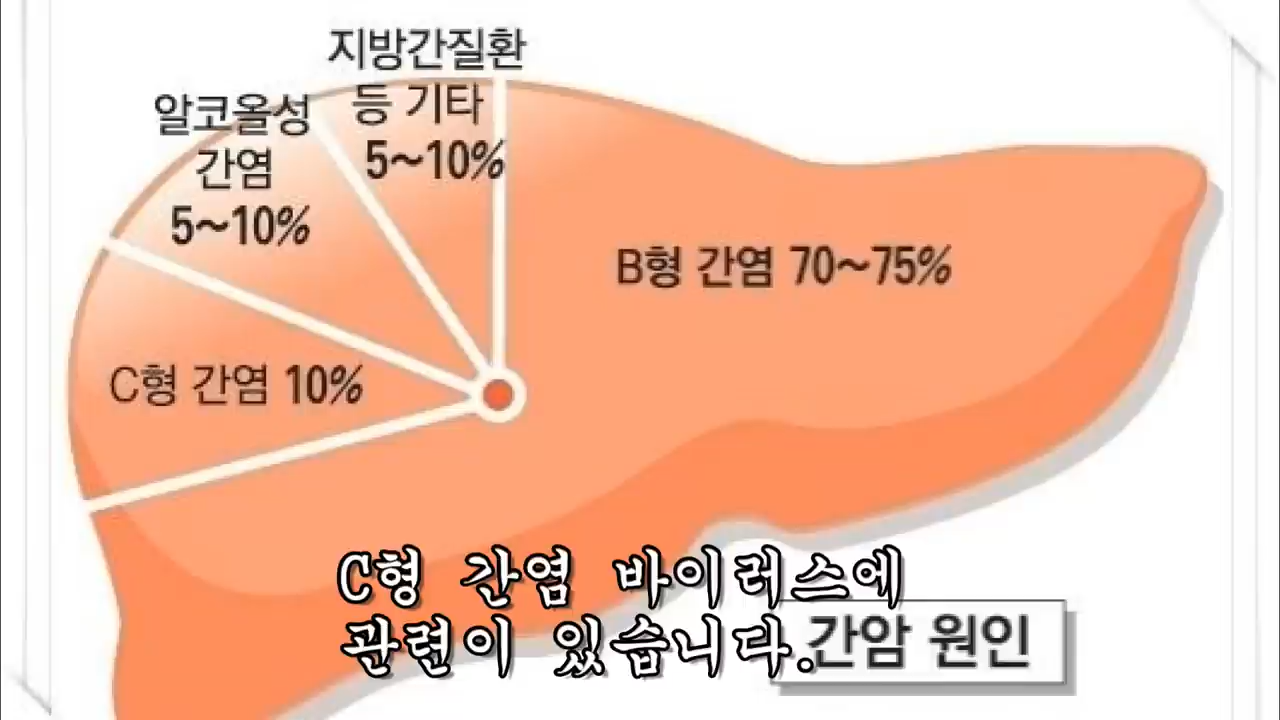 지방간질환
등 기타
5~10%
알코올성
간염
5~10%
B형 간염 70~75%
C형 간염 10%
C형 간염 바이러스에
관련이 있습니다.
간암 원인